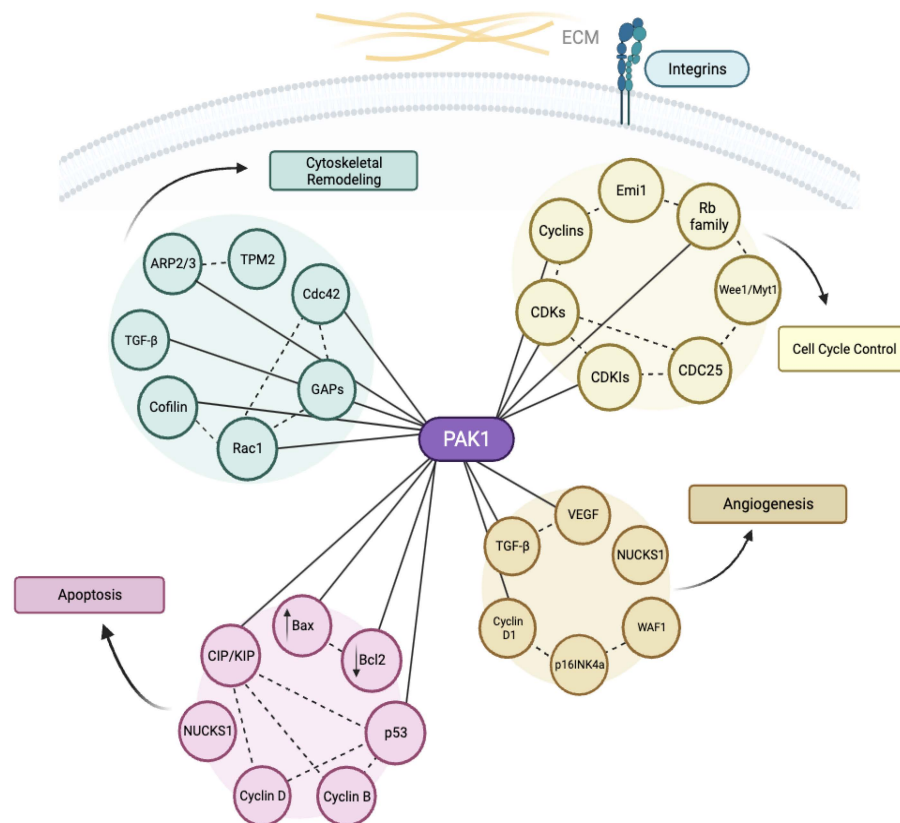 ECM
Integrins
Cytoskeletal
Remodeling
Emi1
Rb
family
Cyclins
ARP2/3
TPM2
Cdc42
Wee1/Myt1
CDKs
TGF-β
Cell Cycle Control
GAPs
CDKIs
CDC25
Cofilin
Rac1
PAK1
Angiogenesis
VEGF
TGF-β
NUCKS1
Apoptosis
Bax
Cyclin
D1
WAF1
CIP/KIP
Bcl2
p16INK4a
NUCKS1
p53
Cyclin D
Cyclin B